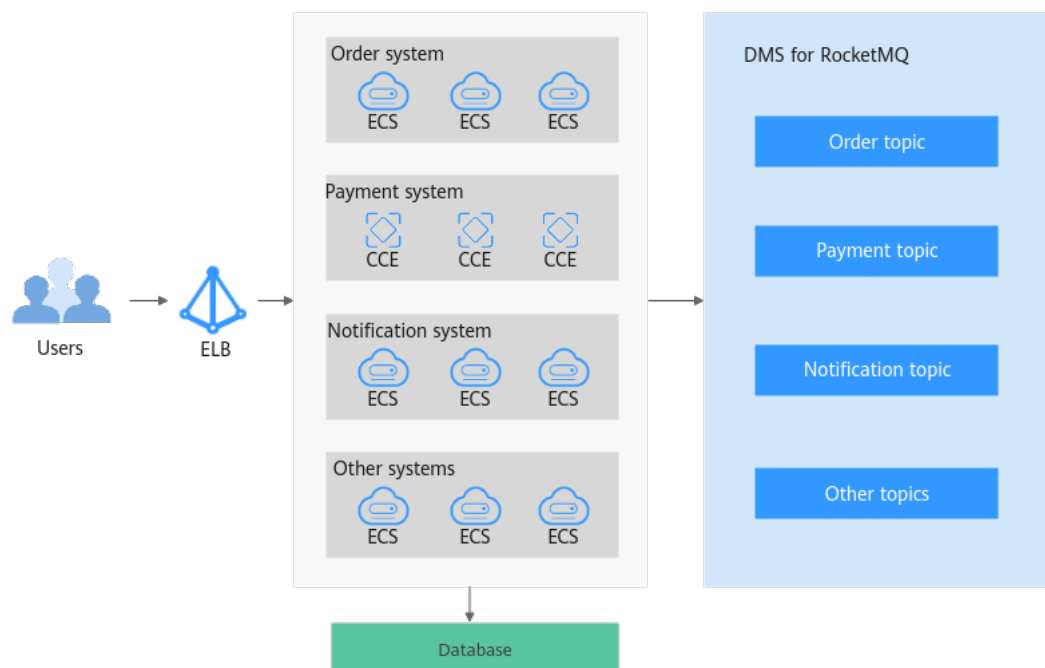 Order system
ECS ECS ECS
Payment system
CCE CCE CCE
Notification system
ECS ECS ECS
Other systems
ECS ECS ECS
Users
ELB
Database
DMS for RocketMQ
Order topic
Payment topic
Notification topic
Other topics